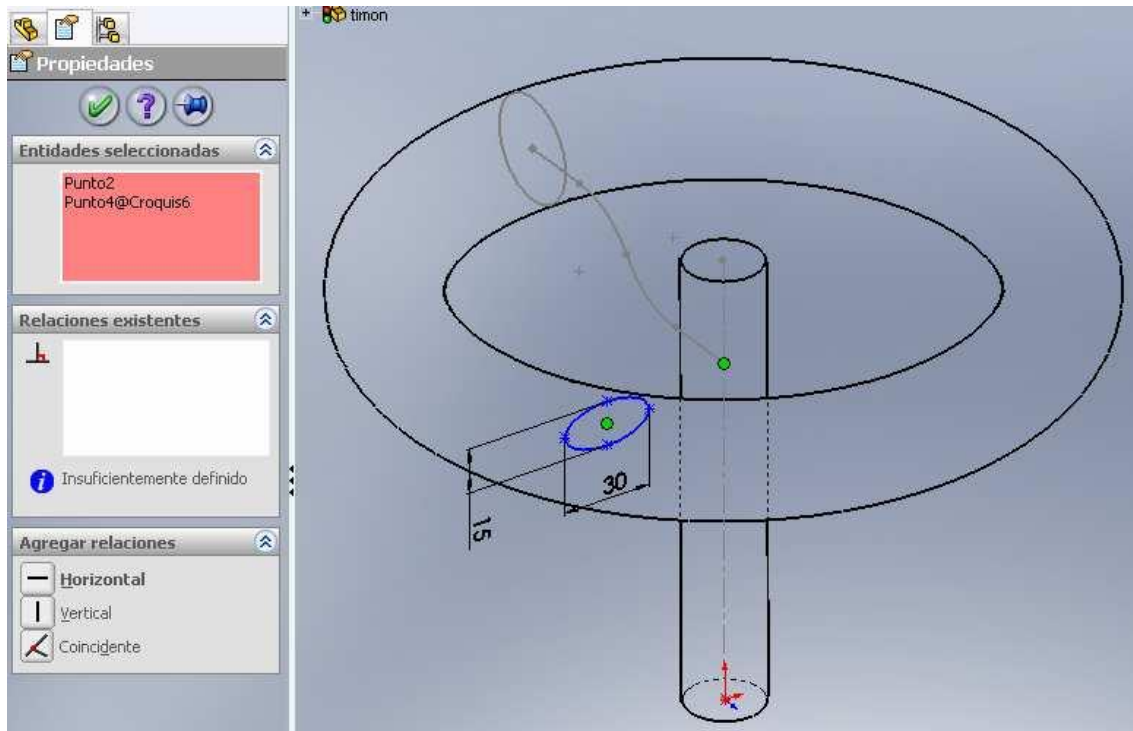 timon
Propiedades
Entidades seleccionadas
Punto2
Punto4@Croquis6
Relaciones existentes
Insuficientemente definido
Agregar relaciones
Horizontal
Vertical
Coincidente
30
15